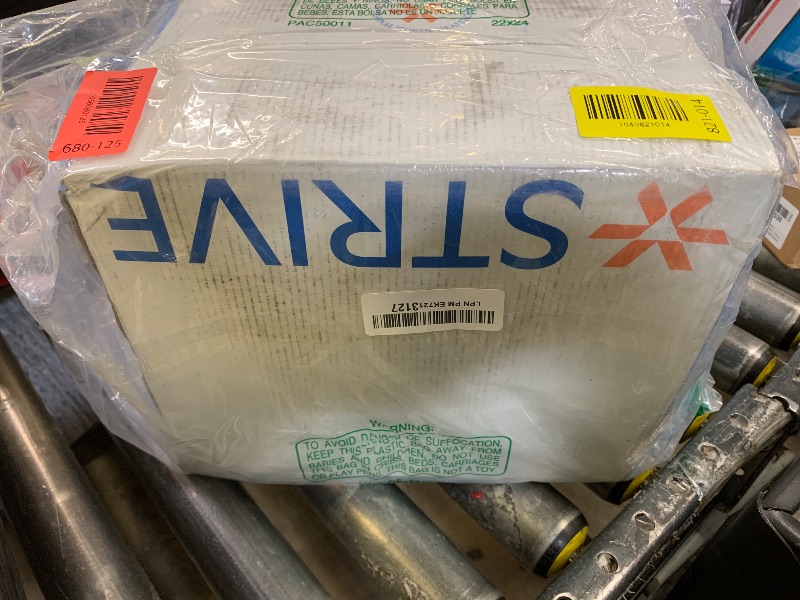 CUNAS, CAMAS, CARRIOLAS O CORRALES PARA
BEBES. ESTA BOLSA NO ES UN JUGUETE
PAC50011
22x24
680-125
1049821014
821-014
STRIVE
LPN PM EK72213127
WARNING:
TO AVOID DANGER OF SUFFOCATION,
KEEP THIS PLASTIC BAG AWAY FROM
BABIES AND CHILDREN. DO NOT USE
THIS BAG IN CRIBS, BEDS, CARRIAGES
OR PLAY PENS. THIS BAG IS NOT A TOY